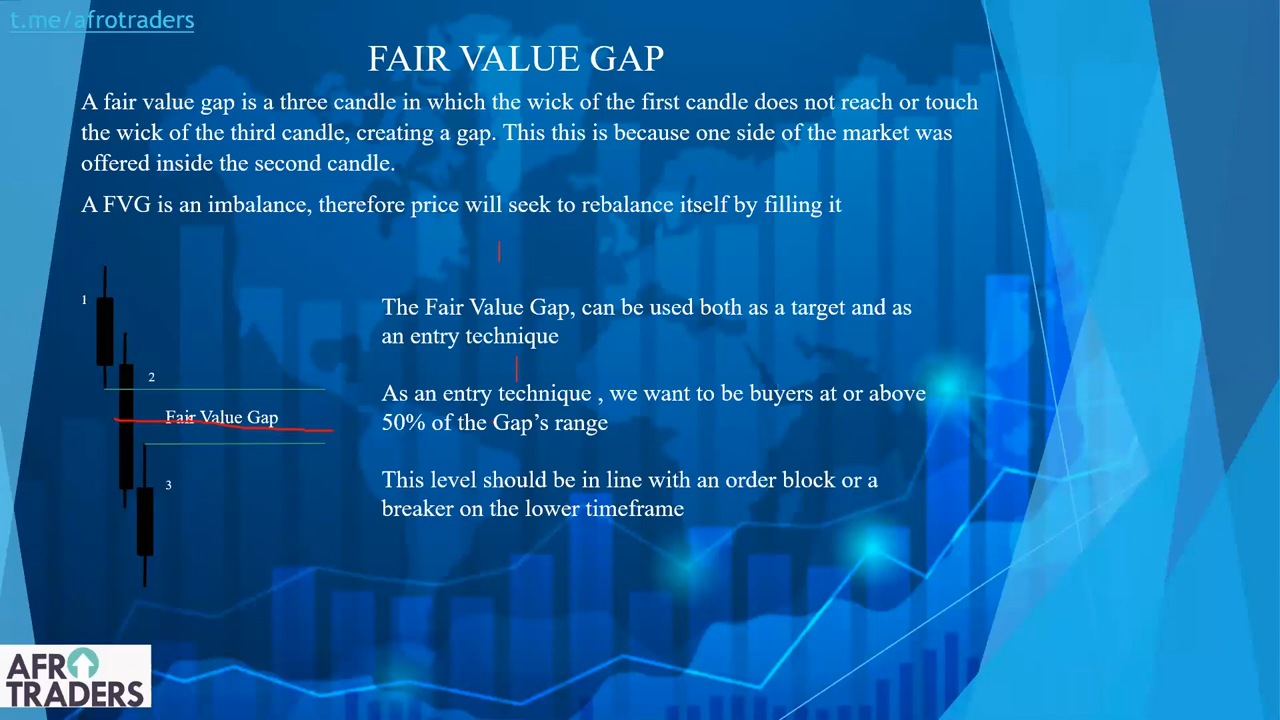 t.me/afrotraders
FAIR VALUE GAP
A fair value gap is a three candle in which the wick of the first candle does not reach or touch
the wick of the third candle, creating a gap. This this is because one side of the market was
offered inside the second candle.
A FVG is an imbalance, therefore price will seek to rebalance itself by filling it
1
The Fair Value Gap, can be used both as a target and as
an entry technique
2
As an entry technique , we want to be buyers at or above
50% of the Gap’s range
Fair Value Gap
This level should be in line with an order block or a
breaker on the lower timeframe
3
AFR
TRADERS